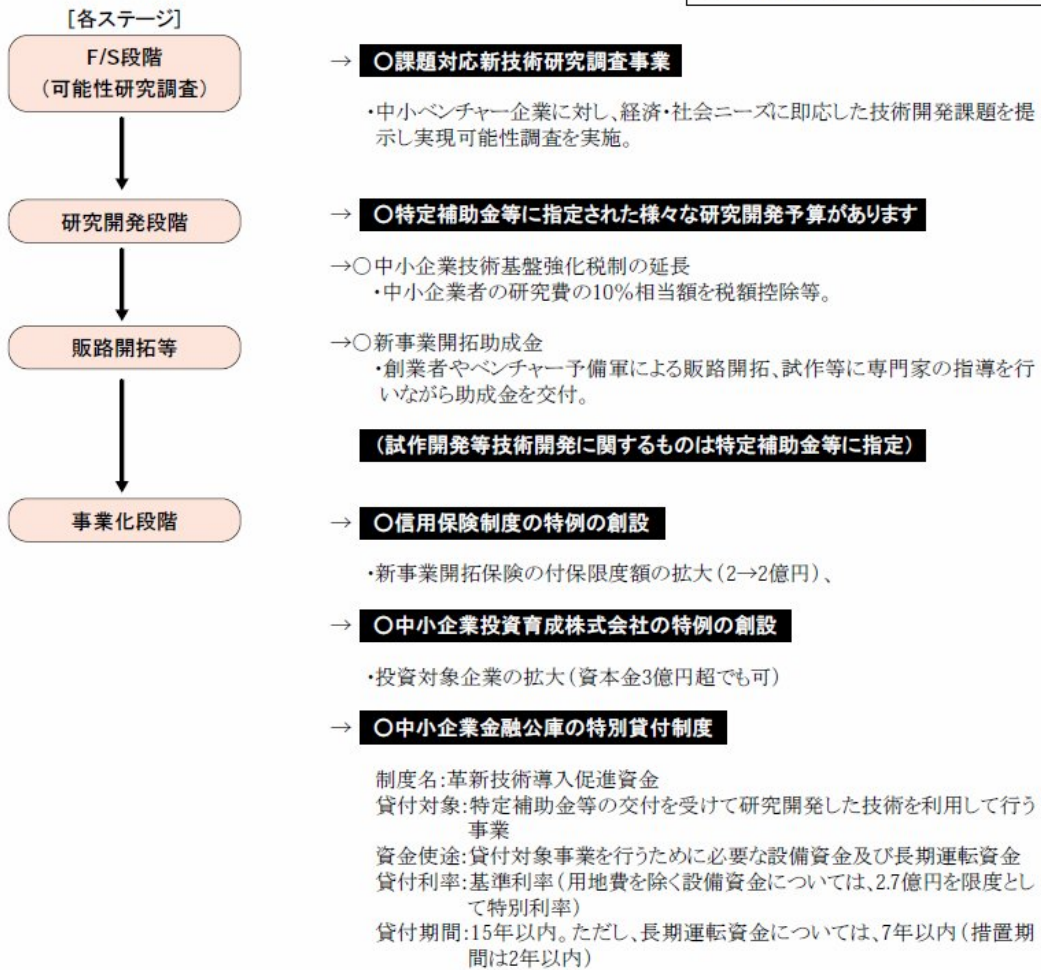 [各ステージ]
F/S段階
(可能性研究調査)
→ ○課題対応新技術研究調査事業
・中小ベンチャー企業に対し、経済・社会ニーズに即応した技術開発課題を提
示し実現可能性調査を実施。
研究開発段階
→ ○特定補助金等に指定された様々な研究開発予算があります
→○中小企業技術基盤強化税制の延長
・中小企業者の研究費の10%相当額を税額控除等。
販路開拓等
→○新事業開拓助成金
・創業者やベンチャー予備軍による販路開拓、試作等に専門家の指導を行
いながら助成金を交付。
(試作開発等技術開発に関するものは特定補助金等に指定)
事業化段階
→ ○信用保険制度の特例の創設
・新事業開拓保険の付保限度額の拡大(2→2億円)、
→ ○中小企業投資育成株式会社の特例の創設
・投資対象企業の拡大(資本金3億円超でも可)
→ ○中小企業金融公庫の特別貸付制度
制度名:革新技術導入促進資金
貸付対象:特定補助金等の交付を受けて研究開発した技術を利用して行う
事業
資金使途:貸付対象事業を行うために必要な設備資金及び長期運転資金
貸付利率:基準利率(用地費を除く設備資金については、2.7億円を限度とし
て特別利率)
貸付期間:15年以内。ただし、長期運転資金については、7年以内(措置期
間は2年以内)